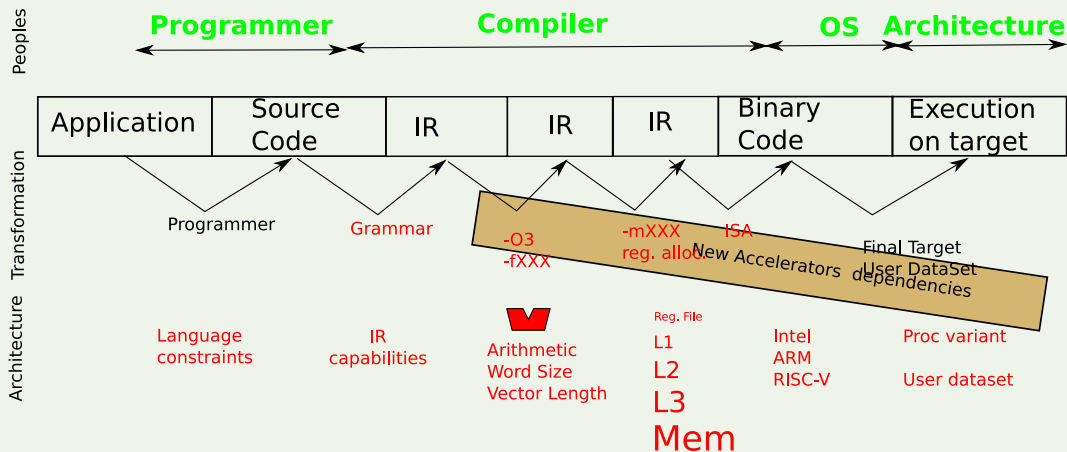 Peoples
Programmer
Compiler
OS
Architecture
Application
Source
Code
IR
IR
IR
Binary
Code
Execution
on target
Transformation
Programmer
Grammar
-O3
-fXXX
-mXXX
reg. alloc.
ISA
New Accelerators dependencies
Final Target
User DataSet
Architecture
Language
constraints
IR
capabilities
Arithmetic
Word Size
Vector Length
Reg. File
L1
L2
L3
Mem
Intel
ARM
RISC-V
Proc variant
User dataset